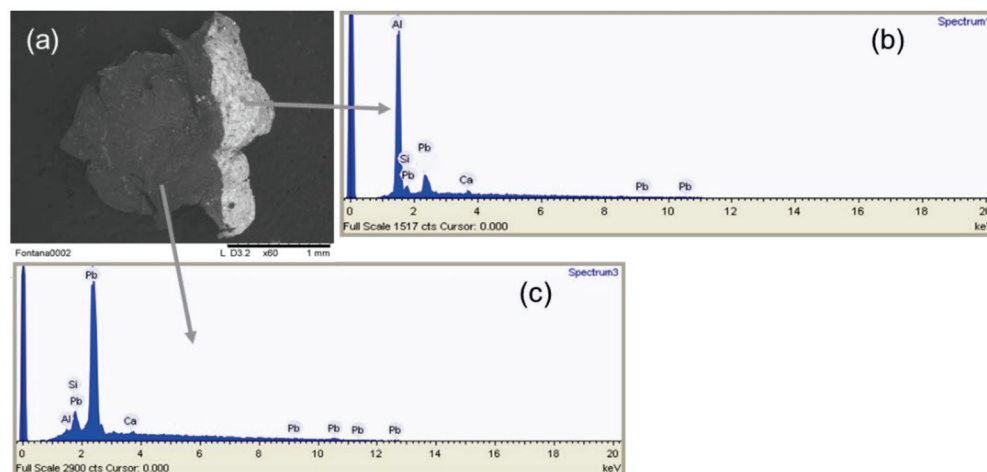 (a)
Fontana0002
L D3.2 x60 1 mm
(b)
Spectrum1
Al
Si
Pb
Pb
Ca
Pb
Pb
0 2 4 6 8 10 12 14 16 18 20
Full Scale 1517 cts Cursor: 0.000
keV
(c)
Spectrum3
Pb
Si
Pb
Al
Ca
Pb
Pb
Pb
Pb
0 2 4 6 8 10 12 14 16 18 20
Full Scale 2900 cts Cursor: 0.000
keV